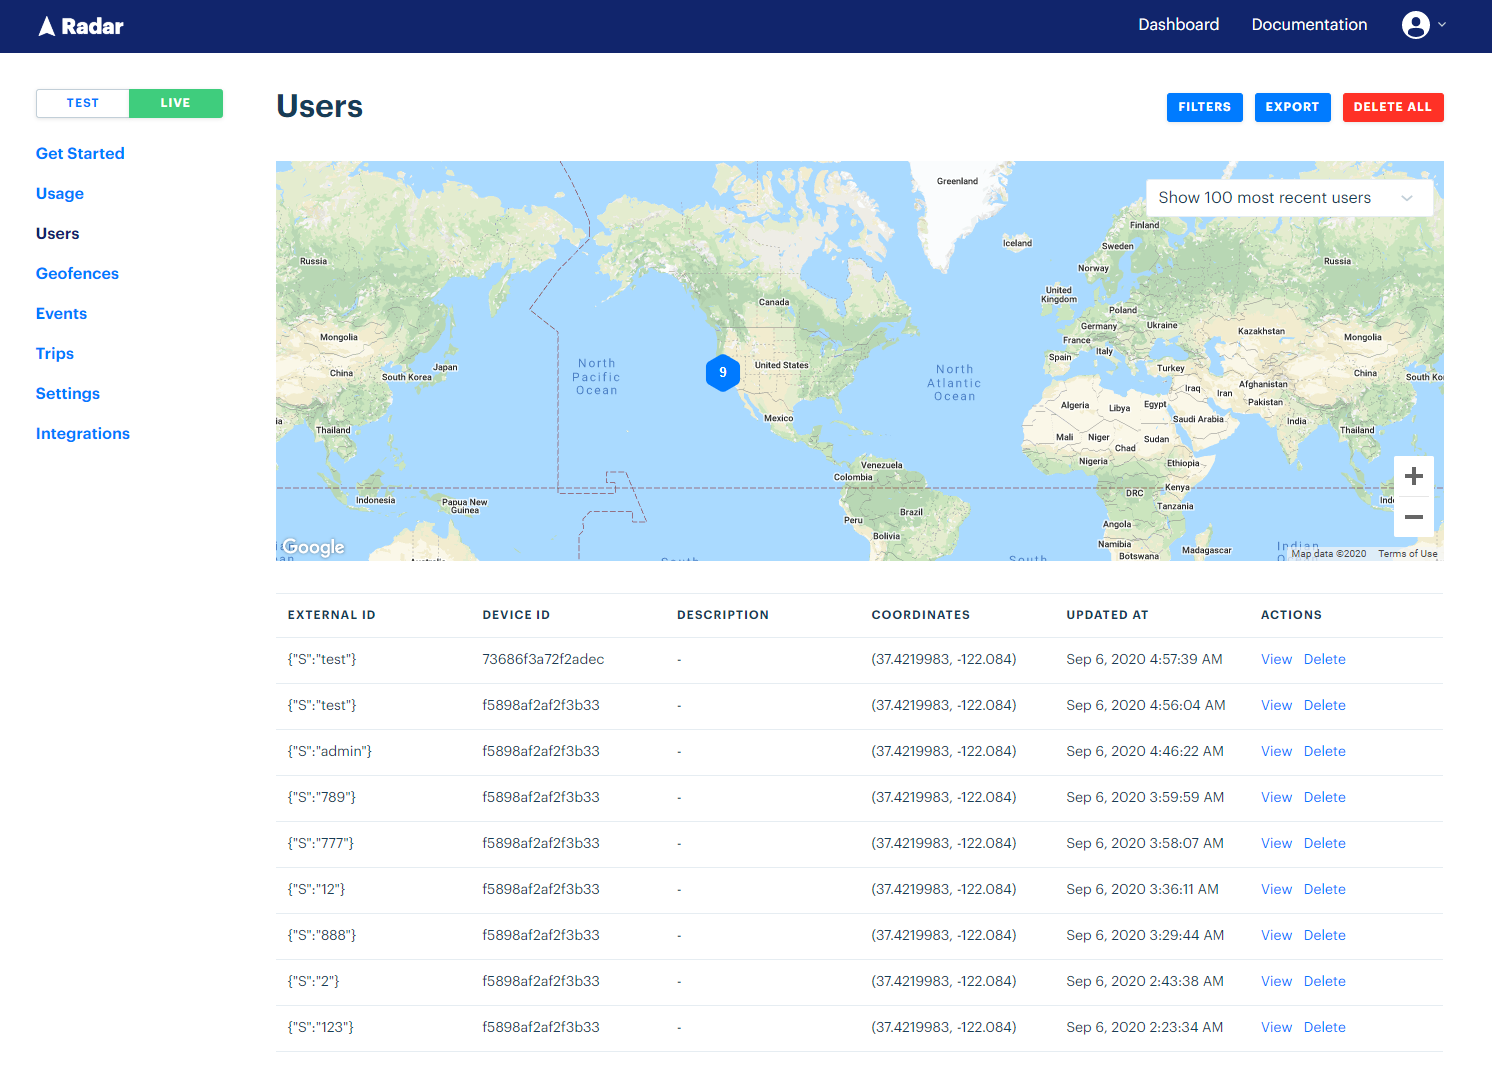 Radar
Dashboard Documentation
TEST LIVE
Get Started
Usage
Users
Geofences
Events
Trips
Settings
Integrations
Users
FILTERS EXPORT DELETE ALL
Show 100 most recent users
Greenland
Iceland
Finland
Sweden
Norway
Russia
Russia
United
Kingdom
Canada
Poland
Germany
Ukraine
France
Italy
Spain
Kazakhstan
Mongolia
Mongolia
China
South Korea
Japan
North
Pacific
Ocean
9
United States
North
Atlantic
Ocean
Turkey
Iraq
Iran
Afghanistan
Pakistan
China
South Ko
Mexico
Algeria
Libya
Egypt
Saudi Arabia
India
Thailand
ia
Thailand
Mali
Niger
Chad
Sudan
Nigeria
Ethiopia
Venezuela
Colombia
DRC
Kenya
Tanzania
Indonesia
Papua New
Guinea
Ind
Peru
Brazil
Bolivia
Angola
Namibia
Botswana
Madagascar
Google
Map data ©2020 Terms of Use
EXTERNAL ID DEVICE ID DESCRIPTION COORDINATES UPDATED AT ACTIONS
{"S":"test"} 73686f3a72f2adec - (37.4219983, -122.084) Sep 6, 2020 4:57:39 AM View Delete
{"S":"test"} f5898af2af2f3b33 - (37.4219983, -122.084) Sep 6, 2020 4:56:04 AM View Delete
{"S":"admin"} f5898af2af2f3b33 - (37.4219983, -122.084) Sep 6, 2020 4:46:22 AM View Delete
{"S":"789"} f5898af2af2f3b33 - (37.4219983, -122.084) Sep 6, 2020 3:59:59 AM View Delete
{"S":"777"} f5898af2af2f3b33 - (37.4219983, -122.084) Sep 6, 2020 3:58:07 AM View Delete
{"S":"12"} f5898af2af2f3b33 - (37.4219983, -122.084) Sep 6, 2020 3:36:11 AM View Delete
{"S":"888"} f5898af2af2f3b33 - (37.4219983, -122.084) Sep 6, 2020 3:29:44 AM View Delete
{"S":"2"} f5898af2af2f3b33 - (37.4219983, -122.084) Sep 6, 2020 2:43:38 AM View Delete
{"S":"123"} f5898af2af2f3b33 - (37.4219983, -122.084) Sep 6, 2020 2:23:34 AM View Delete